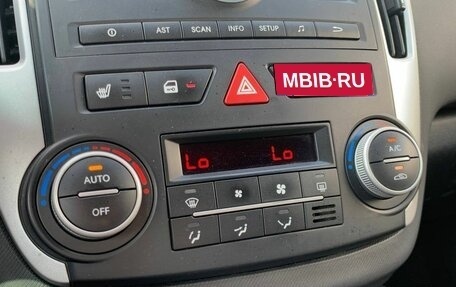 AST SCAN INFO SETUP
MBIB·RU
Lo Lo
AUTO
OFF
A/C